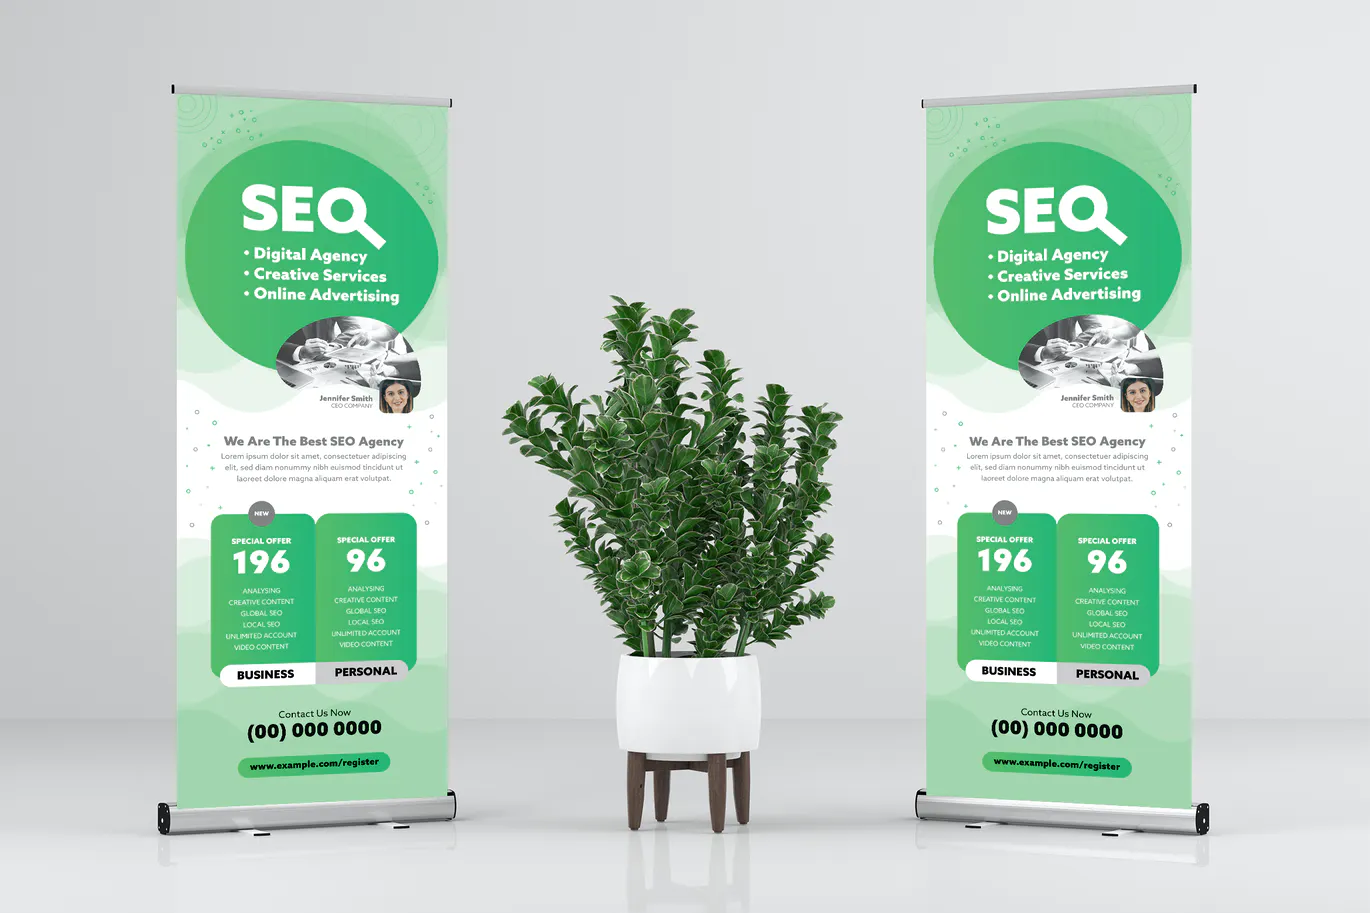 SEO
• Digital Agency
• Creative Services
• Online Advertising
Jennifer Smith
CEO COMPANY
We Are The Best SEO Agency
Lorem ipsum dolor sit amet, consectetuer adipiscing
elit, sed diam nonummy nibh euismod tincidunt ut
laoreet dolore magna aliquam erat volutpat.
NEW
SPECIAL OFFER
196
ANALYSING
CREATIVE CONTENT
GLOBAL SEO
LOCAL SEO
UNLIMITED ACCOUNT
VIDEO CONTENT
BUSINESS
SPECIAL OFFER
96
ANALYSING
CREATIVE CONTENT
GLOBAL SEO
LOCAL SEO
UNLIMITED ACCOUNT
VIDEO CONTENT
PERSONAL
Contact Us Now
(00) 000 0000
www.example.com/register
SEO
• Digital Agency
• Creative Services
• Online Advertising
Jennifer Smith
CEO COMPANY
We Are The Best SEO Agency
Lorem ipsum dolor sit amet, consectetuer adipiscing
elit, sed diam nonummy nibh euismod tincidunt ut
laoreet dolore magna aliquam erat volutpat.
NEW
SPECIAL OFFER
196
ANALYSING
CREATIVE CONTENT
GLOBAL SEO
LOCAL SEO
UNLIMITED ACCOUNT
VIDEO CONTENT
BUSINESS
SPECIAL OFFER
96
ANALYSING
CREATIVE CONTENT
GLOBAL SEO
LOCAL SEO
UNLIMITED ACCOUNT
VIDEO CONTENT
PERSONAL
Contact Us Now
(00) 000 0000
www.example.com/register